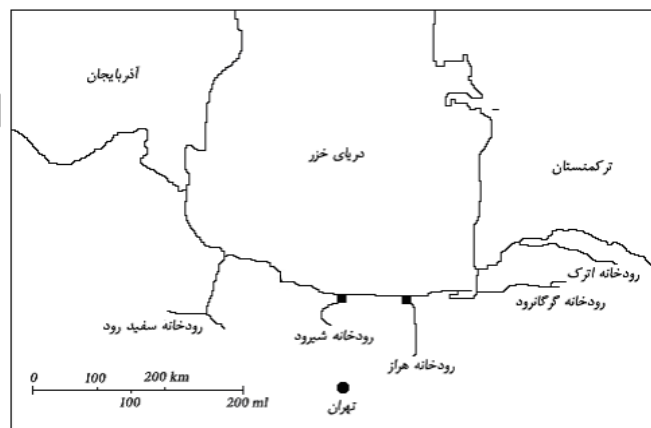 آذربایجان
دریای خزر
ترکمنستان
رودخانه اترک
رودخانه گرگانرود
رودخانه سفید رود
رودخانه شیرود
رودخانه هراز
0 100 200 km
100 200 ml
تهران